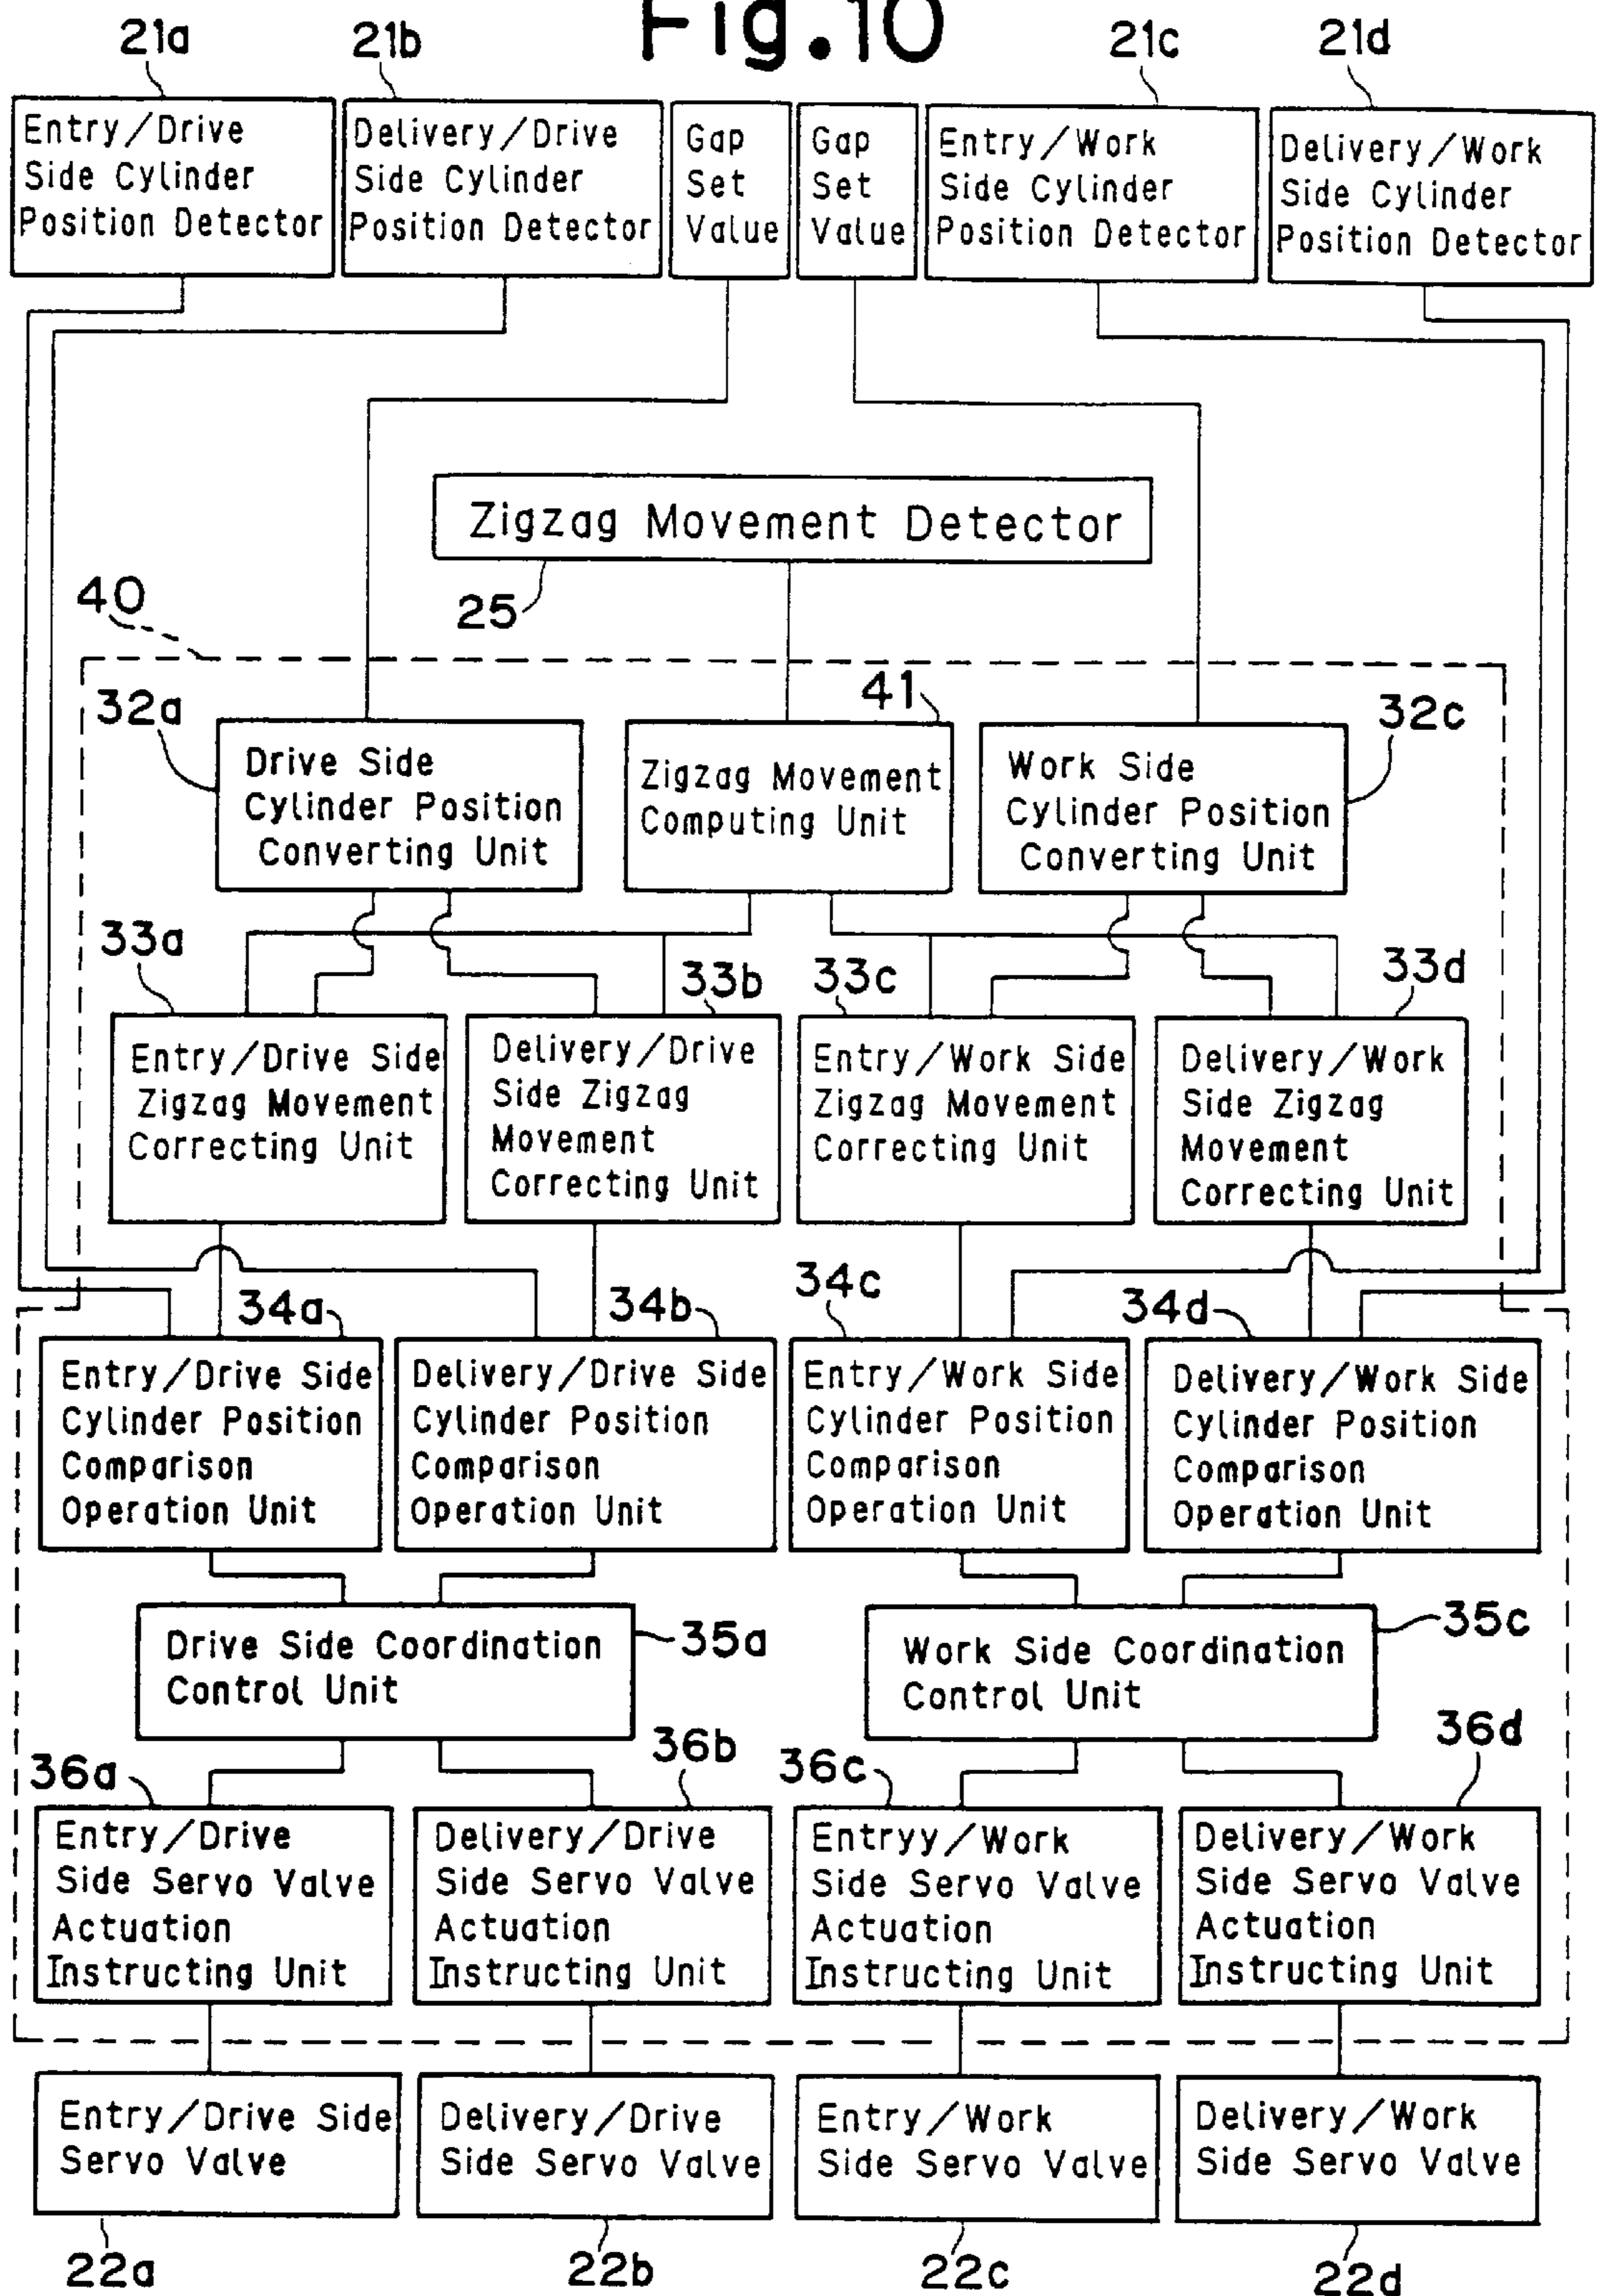 Fig.10
21a
21b
21c
21d
Entry/Drive
Side Cylinder
Position Detector
Delivery/Drive
Side Cylinder
Position Detector
Gap
Set
Value
Gap
Set
Value
Entry/Work
Side Cylinder
Position Detector
Delivery/Work
Side Cylinder
Position Detector
Zigzag Movement Detector
25
40
32a
41
32c
Drive Side
Cylinder Position
Converting Unit
Zigzag Movement
Computing Unit
Work Side
Cylinder Position
Converting Unit
33a
33b
33c
33d
Entry/Drive Side
Zigzag Movement
Correcting Unit
Delivery/Drive
Side Zigzag
Movement
Correcting Unit
Entry/Work Side
Zigzag Movement
Correcting Unit
Delivery/Work
Side Zigzag
Movement
Correcting Unit
34a
34b
34c
34d
Entry/Drive Side
Cylinder Position
Comparison
Operation Unit
Delivery/Drive Side
Cylinder Position
Comparison
Operation Unit
Entry/Work Side
Cylinder Position
Comparison
Operation Unit
Delivery/Work Side
Cylinder Position
Comparison
Operation Unit
Drive Side Coordination
Control Unit
35a
Work Side Coordination
Control Unit
35c
36a
36b
36c
36d
Entry/Drive
Side Servo Valve
Actuation
Instructing Unit
Delivery/Drive
Side Servo Valve
Actuation
Instructing Unit
Entryy/Work
Side Servo Valve
Actuation
Instructing Unit
Delivery/Work
Side Servo Valve
Actuation
Instructing Unit
Entry/Drive Side
Servo Valve
Delivery/Drive
Side Servo Valve
Entry/Work
Side Servo Valve
Delivery/Work
Side Servo Valve
22a
22b
22c
22d